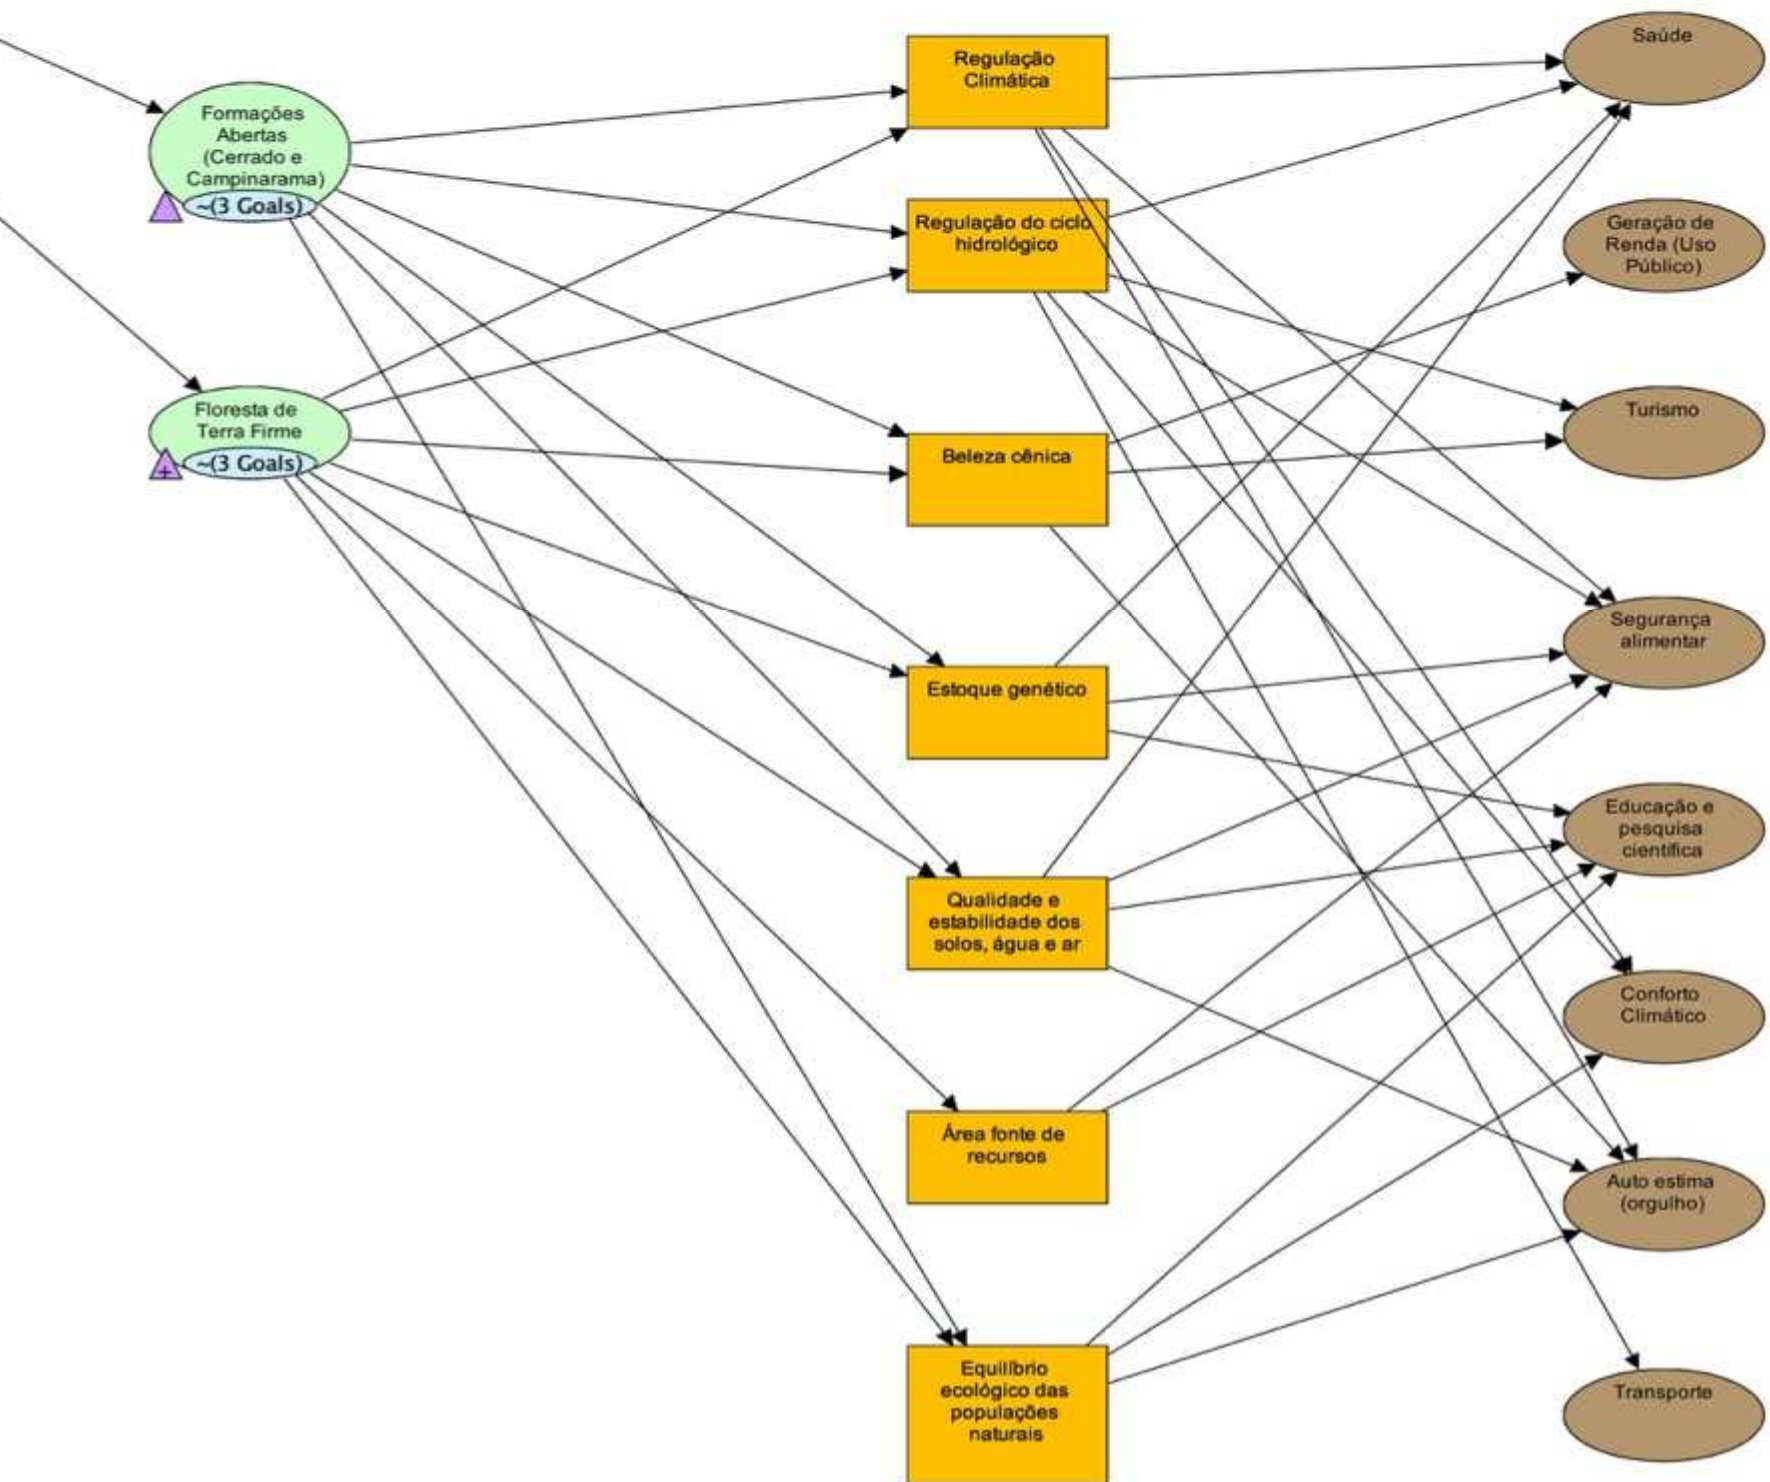 Formações
Abertas
(Cerrado e
Campinarama)
~(3 Goals)
Floresta de
Terra Firme
~(3 Goals)
+
Regulação
Climática
Regulação do ciclo
hidrológico
Beleza cênica
Estoque genético
Qualidade e
estabilidade dos
solos, água e ar
Área fonte de
recursos
Equilíbrio
ecológico das
populações
naturais
Saúde
Geração de
Renda (Uso
Público)
Turismo
Segurança
alimentar
Educação e
pesquisa
científica
Conforto
Climático
Auto estima
(orgulho)
Transporte